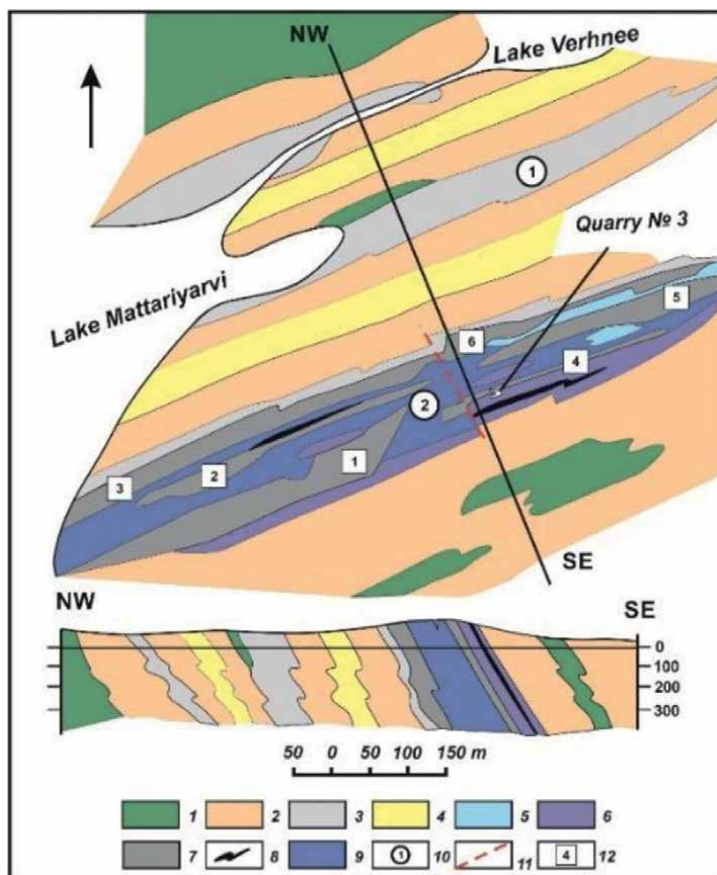 NW
Lake Verhnee
1
Quarry № 3
Lake Mattariyarvi
5
6
4
2
1
2
3
SE
NW
SE
0
100
200
300
50 0 50 100 150 m
1 2 3 4 5 6
7 8 9 1 10 11 4 12